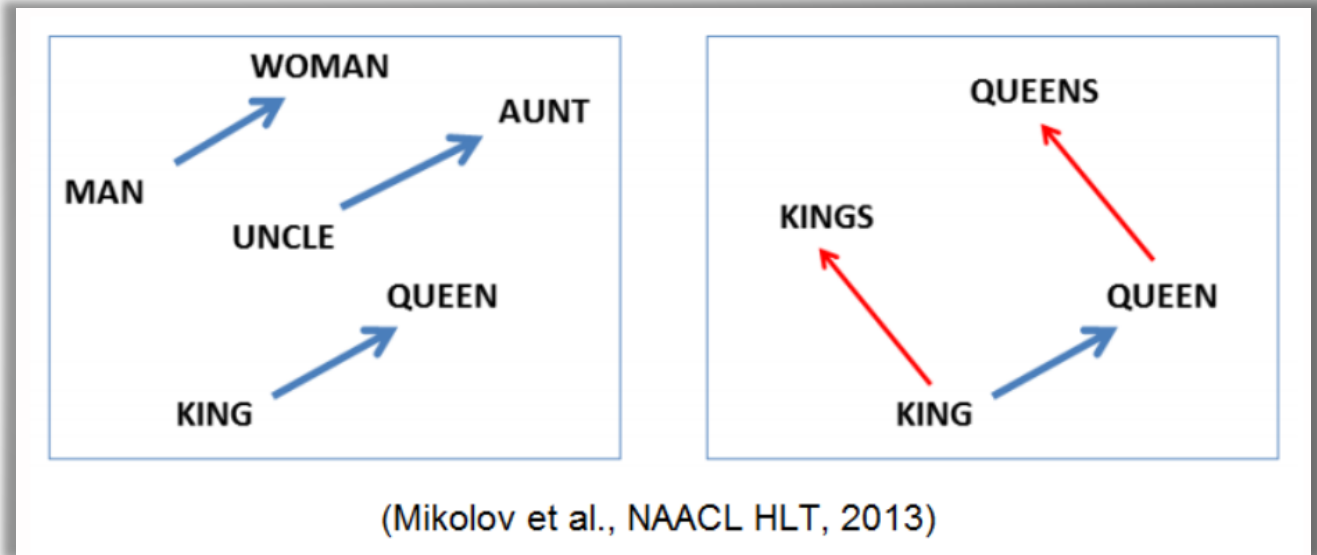 WOMAN
AUNT
MAN
UNCLE
QUEEN
KING
QUEENS
KINGS
QUEEN
KING
(Mikolov et al., NAACL HLT, 2013)